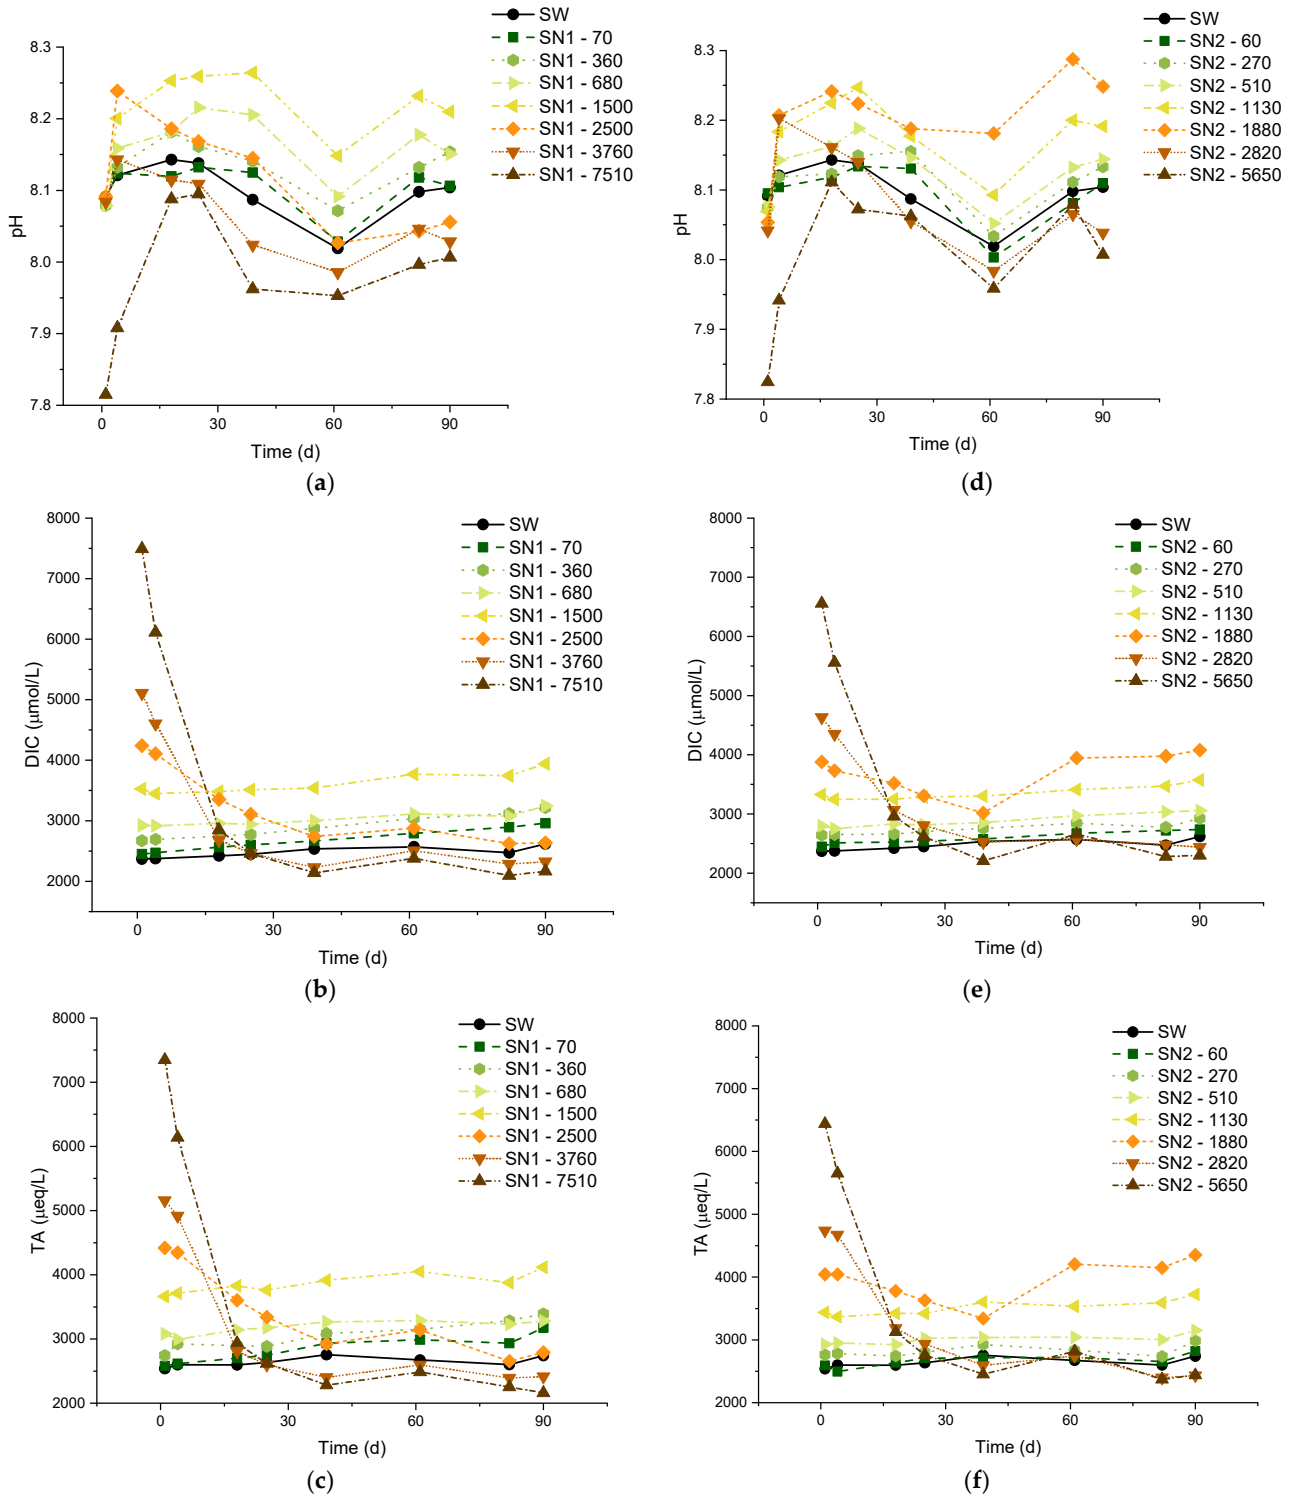 SW
SN1 - 70
SN1 - 360
SN1 - 680
SN1 - 1500
SN1 - 2500
SN1 - 3760
SN1 - 7510
8.3
8.2
8.1
8.0
7.9
7.8
pH
0
30
60
90
Time (d)
(a)
SW
SN2 - 60
SN2 - 270
SN2 - 510
SN2 - 1130
SN2 - 1880
SN2 - 2820
SN2 - 5650
8.3
8.2
8.1
8.0
7.9
7.8
pH
0
30
60
90
Time (d)
(d)
SW
SN1 - 70
SN1 - 360
SN1 - 680
SN1 - 1500
SN1 - 2500
SN1 - 3760
SN1 - 7510
8000
7000
6000
5000
4000
3000
2000
DIC (μmol/L)
0
30
60
90
Time (d)
(b)
SW
SN2 - 60
SN2 - 270
SN2 - 510
SN2 - 1130
SN2 - 1880
SN2 - 2820
SN2 - 5650
8000
7000
6000
5000
4000
3000
2000
DIC (μmol/L)
0
30
60
90
Time (d)
(e)
SW
SN1 - 70
SN1 - 360
SN1 - 680
SN1 - 1500
SN1 - 2500
SN1 - 3760
SN1 - 7510
8000
7000
6000
5000
4000
3000
2000
TA (μeq/L)
0
30
60
90
Time (d)
(c)
SW
SN2 - 60
SN2 - 270
SN2 - 510
SN2 - 1130
SN2 - 1880
SN2 - 2820
SN2 - 5650
8000
7000
6000
5000
4000
3000
2000
TA (μeq/L)
0
30
60
90
Time (d)
(f)